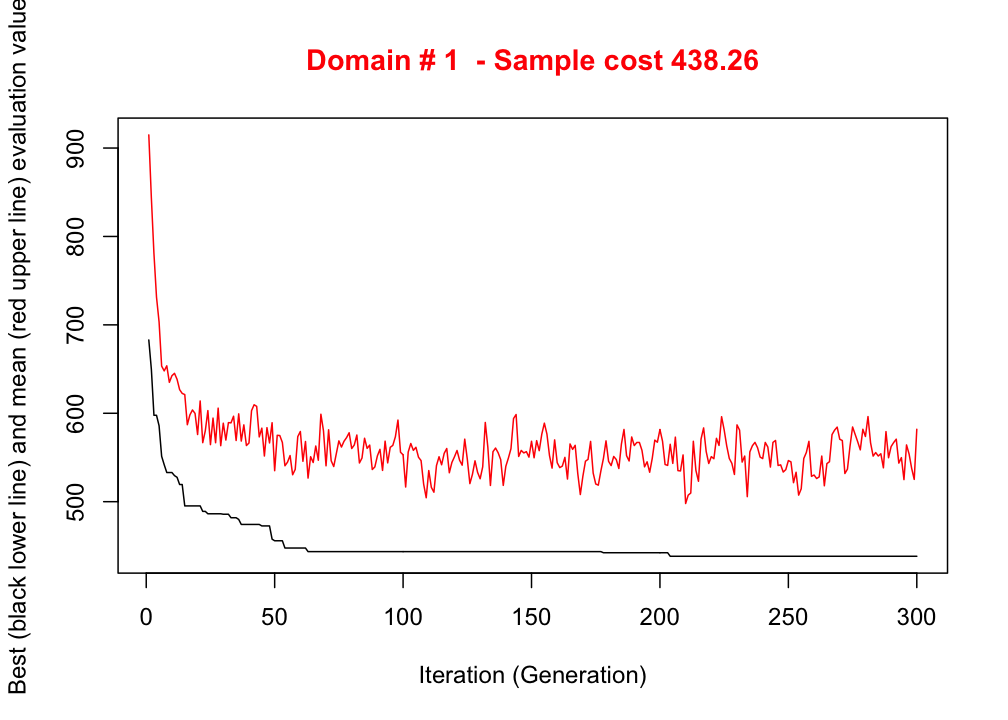 Domain # 1  - Sample cost 438.26
Best (black lower line) and mean (red upper line) evaluation value
900
800
700
600
500
0 50 100 150 200 250 300
Iteration (Generation)